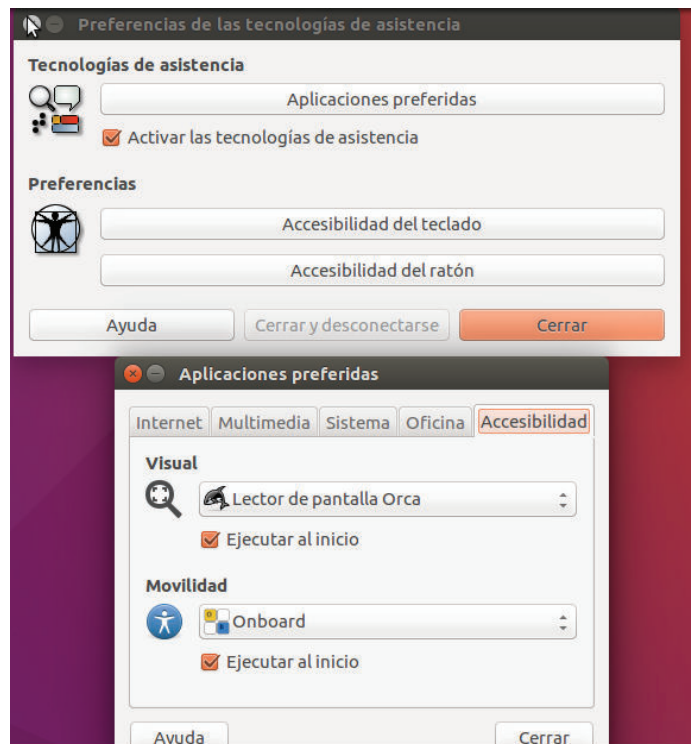 Preferencias de las tecnologías de asistencia
Tecnologías de asistencia
Aplicaciones preferidas
Activar las tecnologías de asistencia
Preferencias
Accesibilidad del teclado
Accesibilidad del ratón
Ayuda Cerrar y desconectarse Cerrar
Aplicaciones preferidas
Internet Multimedia Sistema Oficina Accesibilidad
Visual
Lector de pantalla Orca
Ejecutar al inicio
Movilidad
Onboard
Ejecutar al inicio
Ayuda Cerrar